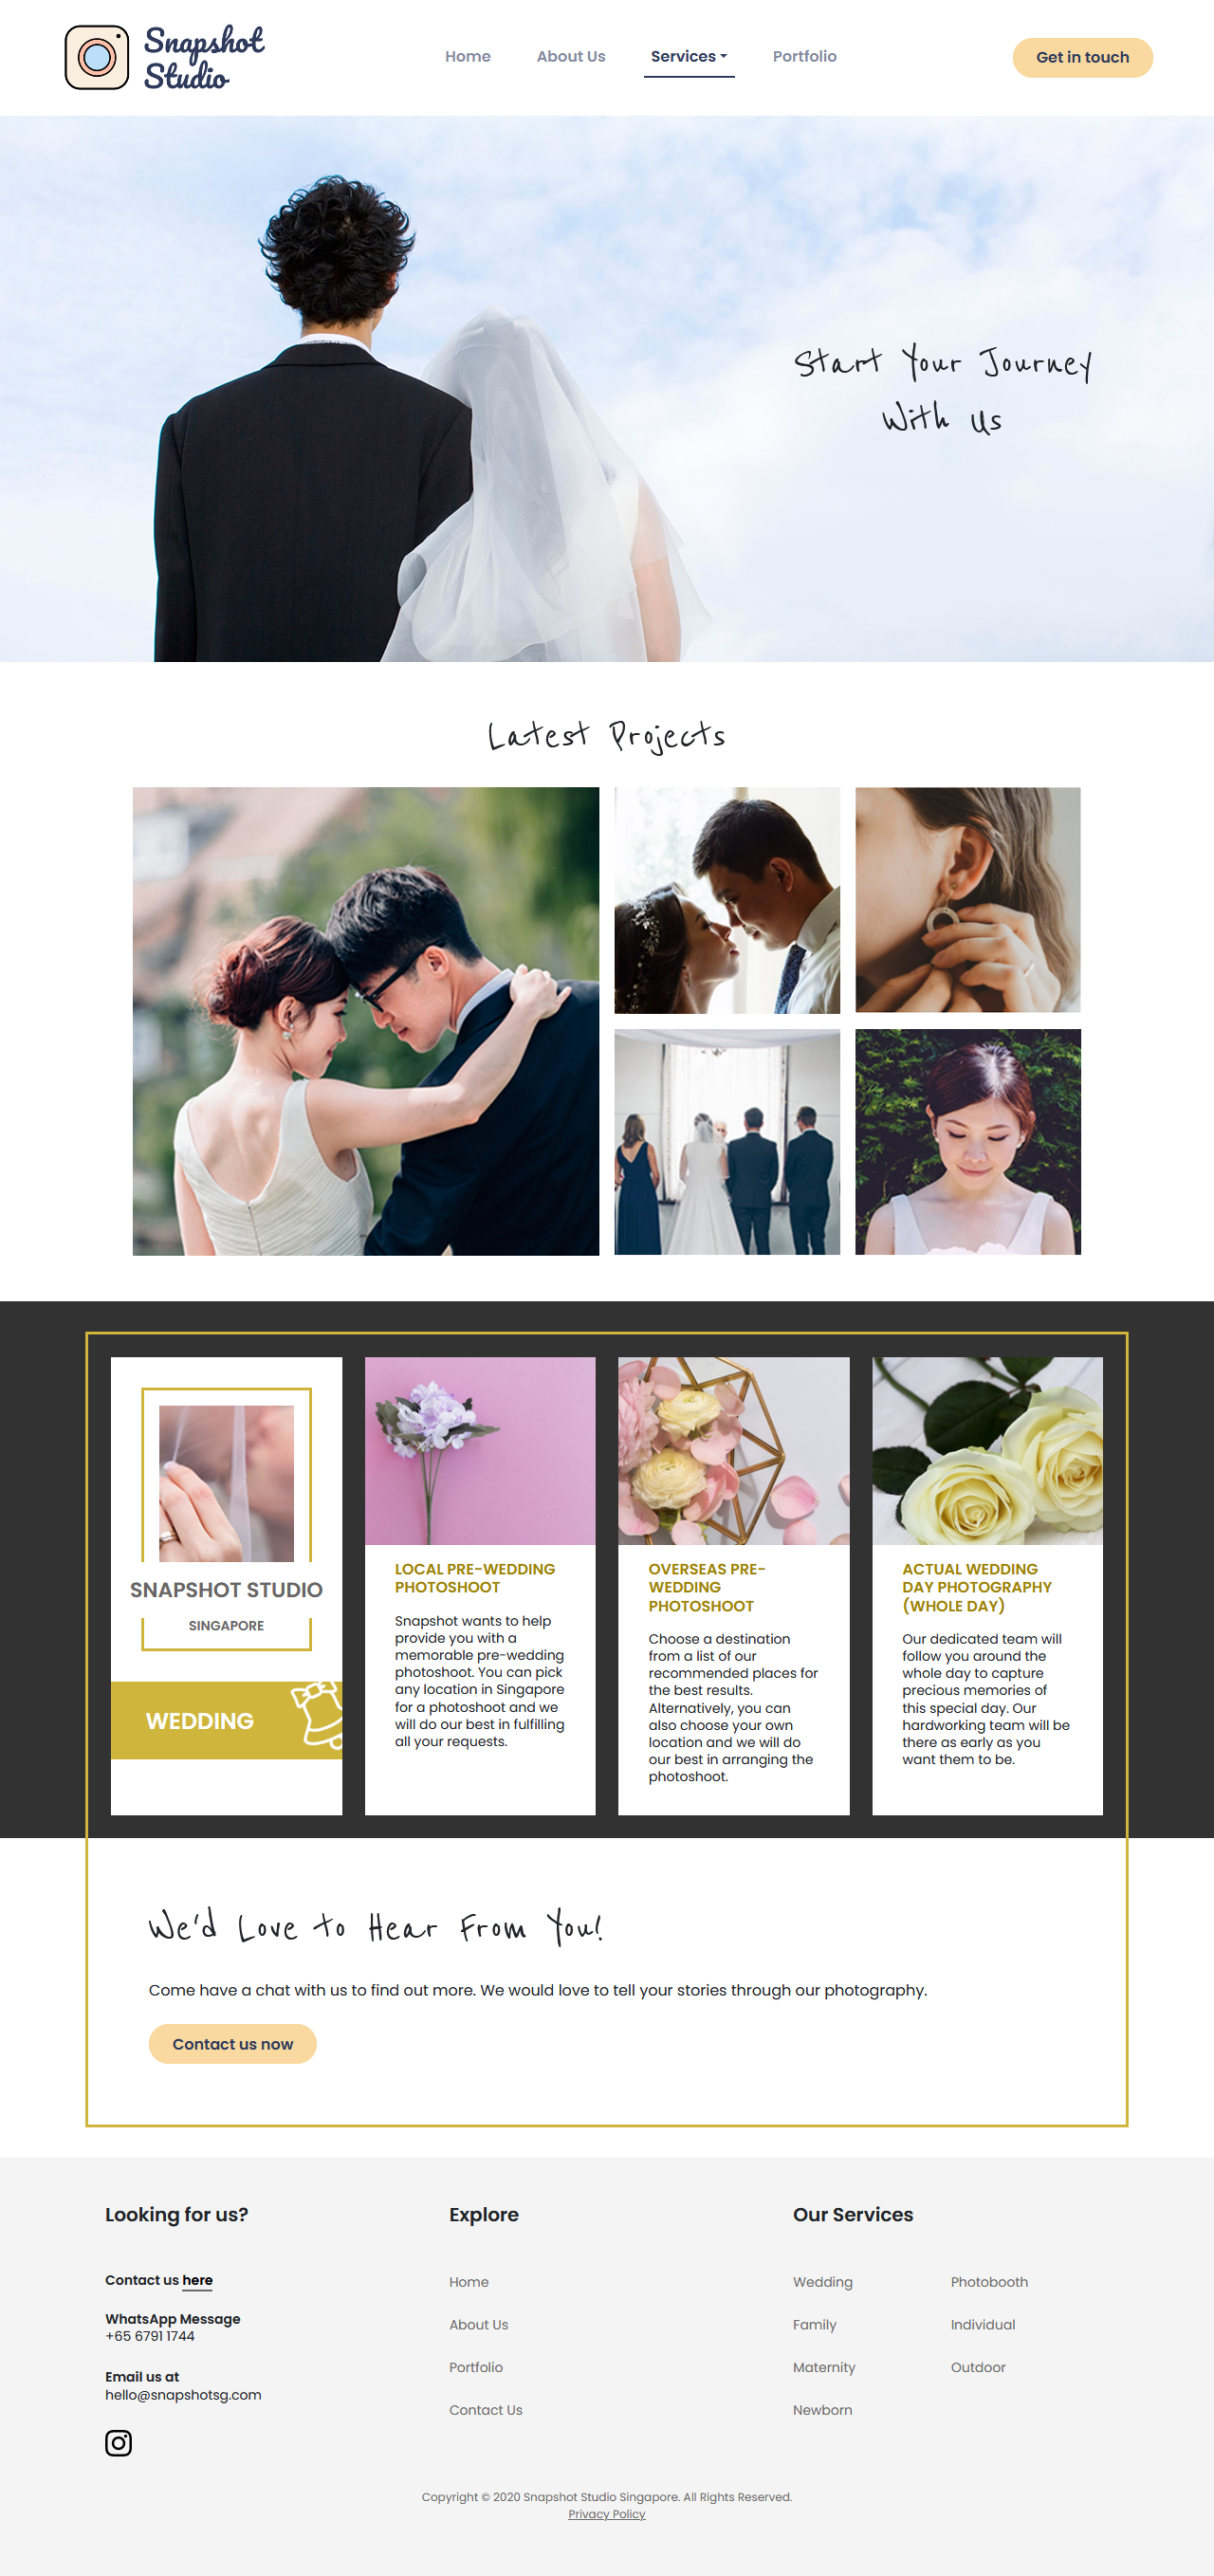 Snapshot
Studio
Home
About Us
Services
Portfolio
Get in touch
Start Your Journey
With Us
Latest Projects
SNAPSHOT STUDIO
SINGAPORE
WEDDING
LOCAL PRE-WEDDING
PHOTOSHOOT
Snapshot wants to help
provide you with a
memorable pre-wedding
photoshoot. You can pick
any location in Singapore
for a photoshoot and we
will do our best in fulfilling
all your requests.
OVERSEAS PRE-
WEDDING
PHOTOSHOOT
Choose a destination
from a list of our
recommended places for
the best results.
Alternatively, you can
also choose your own
location and we will do
our best in arranging the
photoshoot.
ACTUAL WEDDING
DAY PHOTOGRAPHY
(WHOLE DAY)
Our dedicated team will
follow you around the
whole day to capture
precious memories of
this special day. Our
hardworking team will be
there as early as you
want them to be.
We'd Love to Hear From You!
Come have a chat with us to find out more. We would love to tell your stories through our photography.
Contact us now
Looking for us?
Contact us here
WhatsApp Message
+65 6791 1744
Email us at
hello@snapshotsg.com
Explore
Home
About Us
Portfolio
Contact Us
Our Services
Wedding
Family
Maternity
Newborn
Photobooth
Individual
Outdoor
Copyright © 2020 Snapshot Studio Singapore. All Rights Reserved.
Privacy Policy